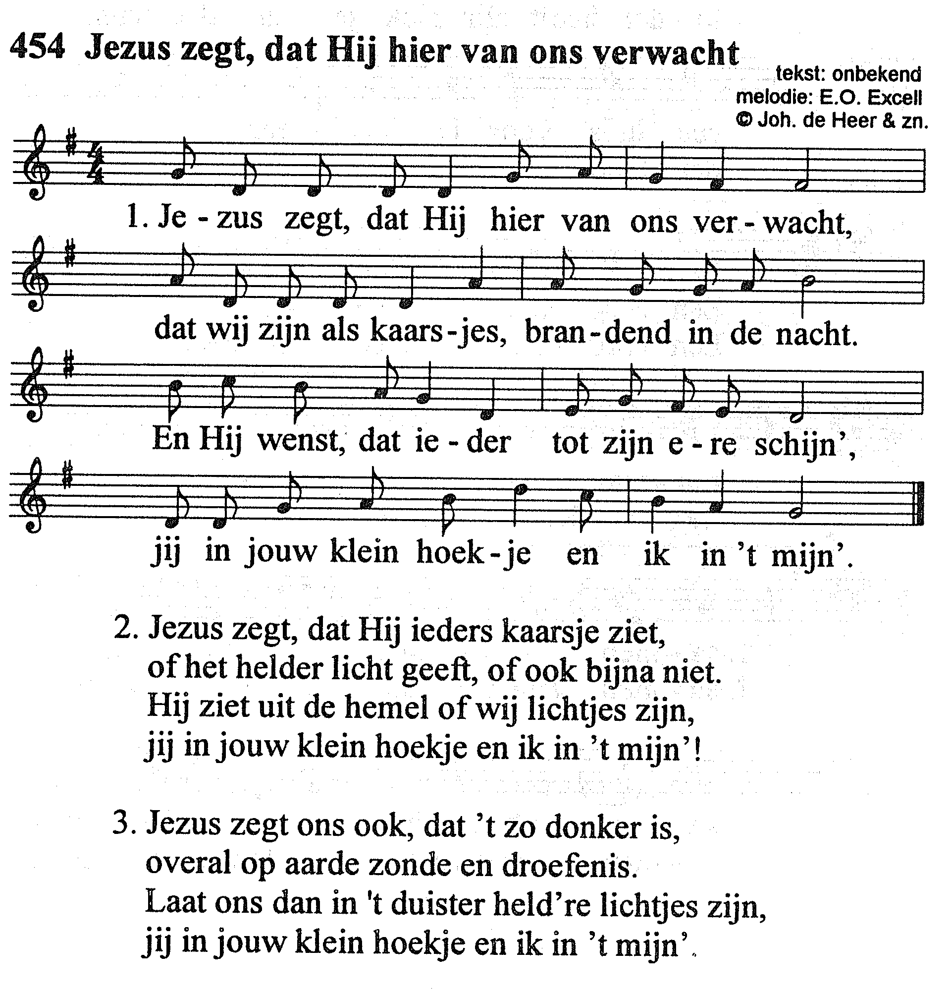 454 Jezus zegt, dat Hij hier van ons verwacht
tekst: onbekend
melodie: E.O. Excell
© Joh. de Heer & zn.
1. Je - zus zegt, dat Hij hier van ons ver - wacht,
dat wij zijn als kaars - jes, bran - dend in de nacht.
En Hij wenst, dat ie - der tot zijn e - re schijn’,
jij in jouw klein hoek - je en ik in ’t mijn’.
2. Jezus zegt, dat Hij ieders kaarsje ziet,
of het helder licht geeft, of ook bijna niet.
Hij ziet uit de hemel of wij lichtjes zijn,
jij in jouw klein hoekje en ik in ’t mijn’!
3. Jezus zegt ons ook, dat ’t zo donker is,
overal op aarde zonde en droefenis.
Laat ons dan in 't duister held’re lichtjes zijn,
jij in jouw klein hoekje en ik in ’t mijn’.